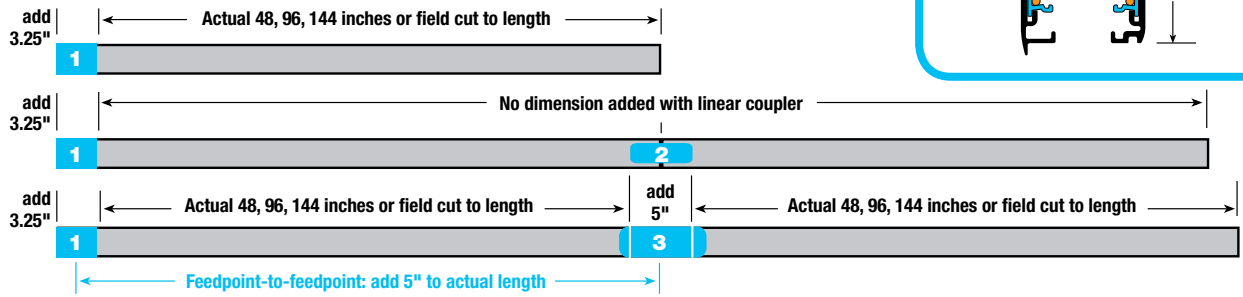 add
3.25"
Actual 48, 96, 144 inches or field cut to length
1
add
3.25"
No dimension added with linear coupler
1
2
add
3.25"
Actual 48, 96, 144 inches or field cut to length
add
5"
Actual 48, 96, 144 inches or field cut to length
1
3
Feedpoint-to-feedpoint: add 5" to actual length